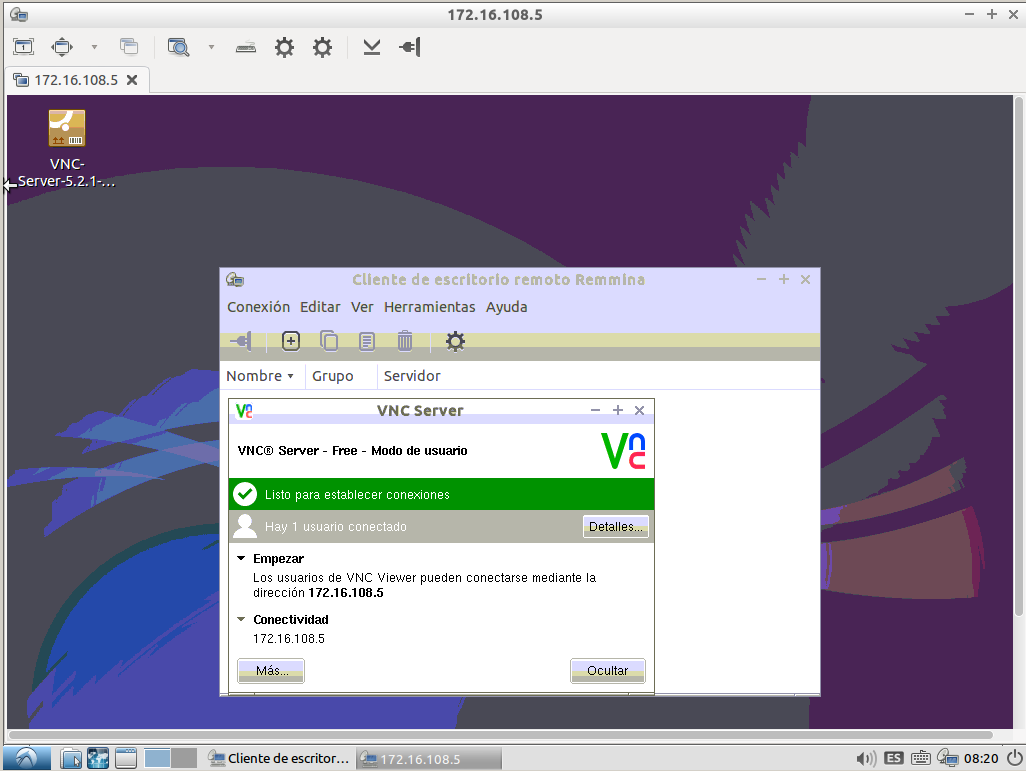 172.16.108.5
172.16.108.5
VNC-
Server-5.2.1-...
Cliente de escritorio remoto Remmina
Conexión Editar Ver Herramientas Ayuda
Nombre Grupo Servidor
VNC Server
VNC® Server - Free - Modo de usuario
Listo para establecer conexiones
Hay 1 usuario conectado Detalles...
Empezar
Los usuarios de VNC Viewer pueden conectarse mediante la
dirección 172.16.108.5
Conectividad
172.16.108.5
Más... Ocultar
Cliente de escritor... 172.16.108.5 ES 08:20